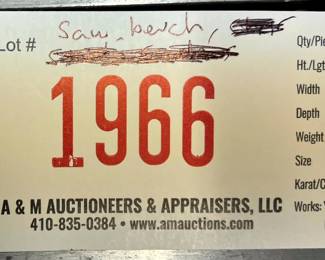 Lot #
Saw bench,
1966
A & M AUCTIONEERS & APPRAISERS, LLC
410-835-0384 • www.amauctions.com
Qty/Pie
Ht./Lgt
Width
Depth
Weight
Size
Karat/C
Works: Y